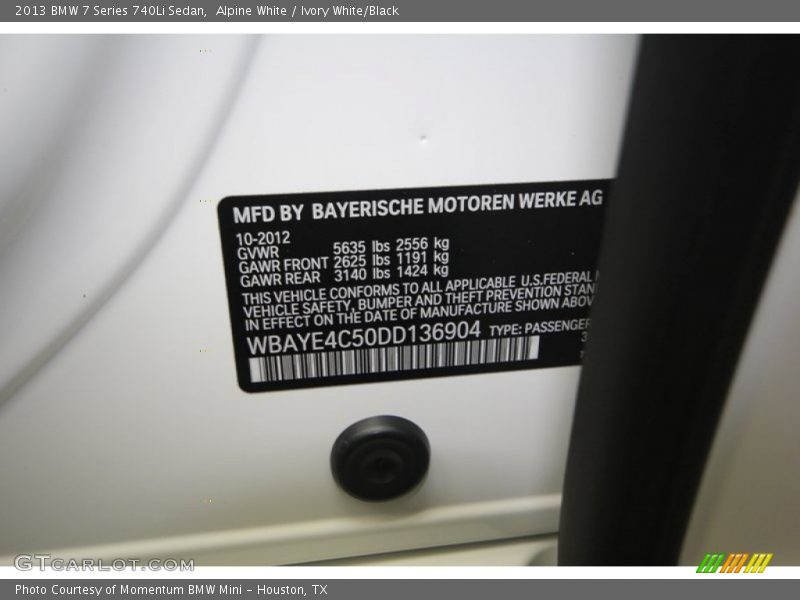 2013 BMW 7 Series 740Li Sedan,  Alpine White / Ivory White/Black
MFD BY BAYERISCHE MOTOREN WERKE AG
10-2012
GVWR 5635 lbs 2556 kg
GAWR FRONT 2625 lbs 1191 kg
GAWR REAR 3140 lbs 1424 kg
THIS VEHICLE CONFORMS TO ALL APPLICABLE U.S.FEDERAL
VEHICLE SAFETY, BUMPER AND THEFT PREVENTION STAN
IN EFFECT ON THE DATE OF MANUFACTURE SHOWN ABOV
WBAYE4C50DD136904 TYPE: PASSENGER
GTCARLOT.COM
Photo Courtesy of Momentum BMW Mini - Houston, TX